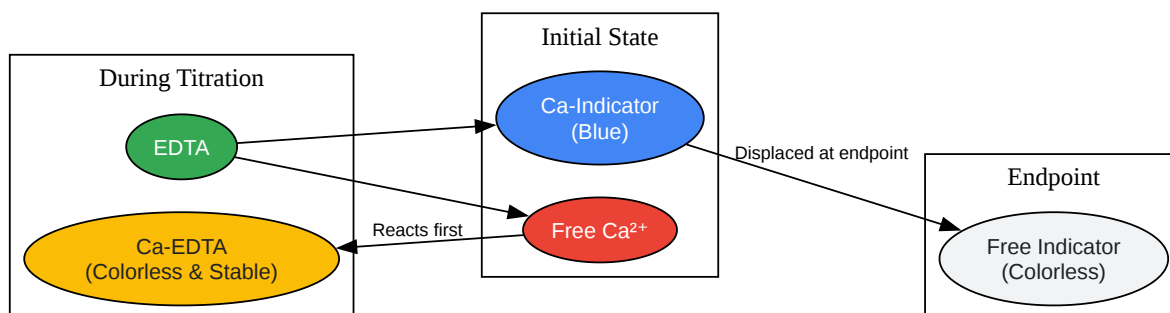 During Titration
EDTA
Ca-EDTA
(Colorless & Stable)
Initial State
Ca-Indicator
(Blue)
Free Ca²⁺
Reacts first
Displaced at endpoint
Endpoint
Free Indicator
(Colorless)